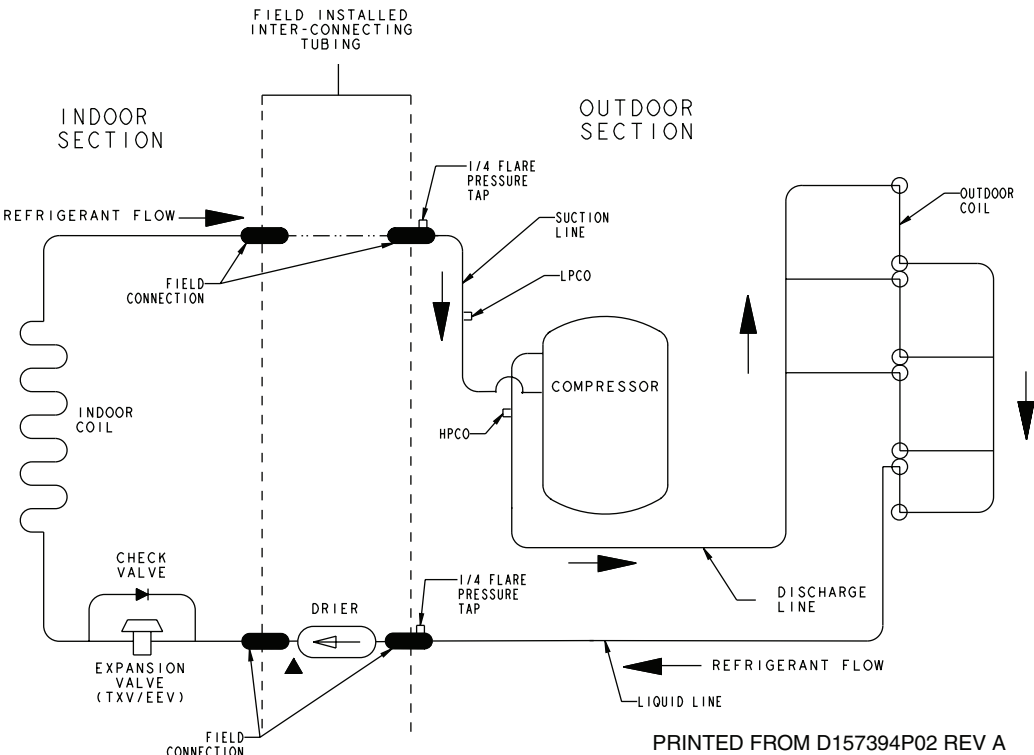 FIELD INSTALLED
INTER-CONNECTING
TUBING
INDOOR
SECTION
OUTDOOR
SECTION
1/4 FLARE
PRESSURE
TAP
REFRIGERANT FLOW
SUCTION
LINE
OUTDOOR
COIL
FIELD
CONNECTION
LPCO
COMPRESSOR
INDOOR
COIL
HPCO
CHECK
VALVE
DRIER
1/4 FLARE
PRESSURE
TAP
DISCHARGE
LINE
EXPANSION
VALVE
(TXV/EEV)
REFRIGERANT FLOW
LIQUID LINE
FIELD
CONNECTION
PRINTED FROM D157394P02 REV A